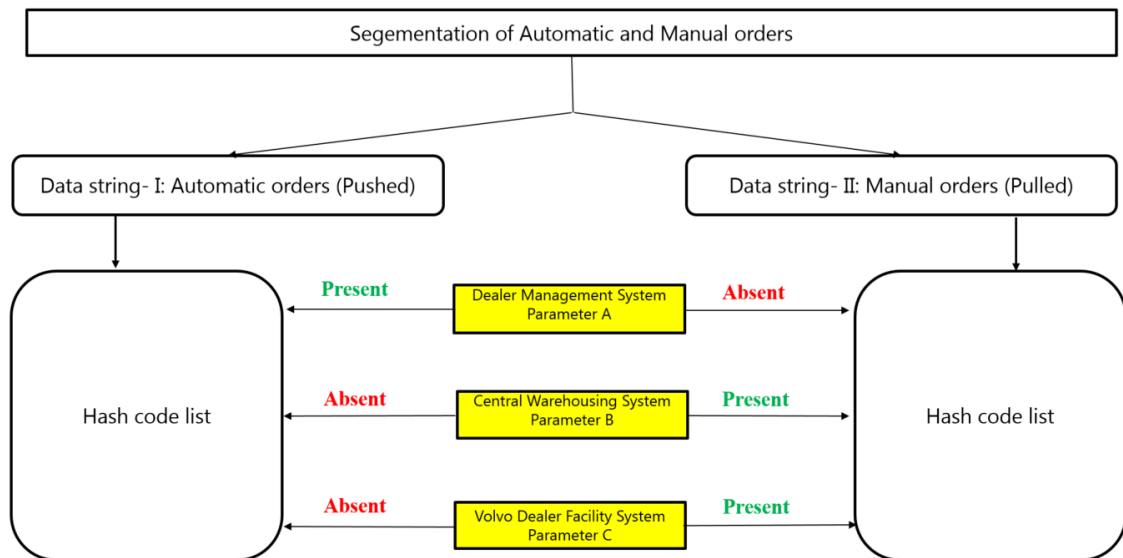 Segementation of Automatic and Manual orders
Data string- I: Automatic orders (Pushed)
Data string- II: Manual orders (Pulled)
Present
Dealer Management System
Parameter A
Absent
Hash code list
Absent
Central Warehousing System
Parameter B
Present
Hash code list
Absent
Volvo Dealer Facility System
Parameter C
Present